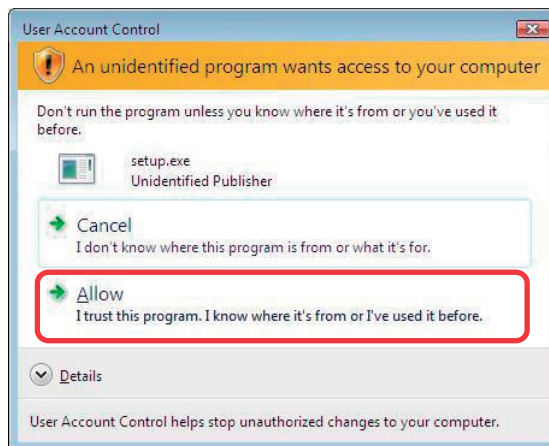 User Account Control
An unidentified program wants access to your computer
Don't run the program unless you know where it's from or you've used it
before.
setup.exe
Unidentified Publisher
Cancel
I don't know where this program is from or what it's for.
Allow
I trust this program. I know where it's from or I've used it before.
Details
User Account Control helps stop unauthorized changes to your computer.